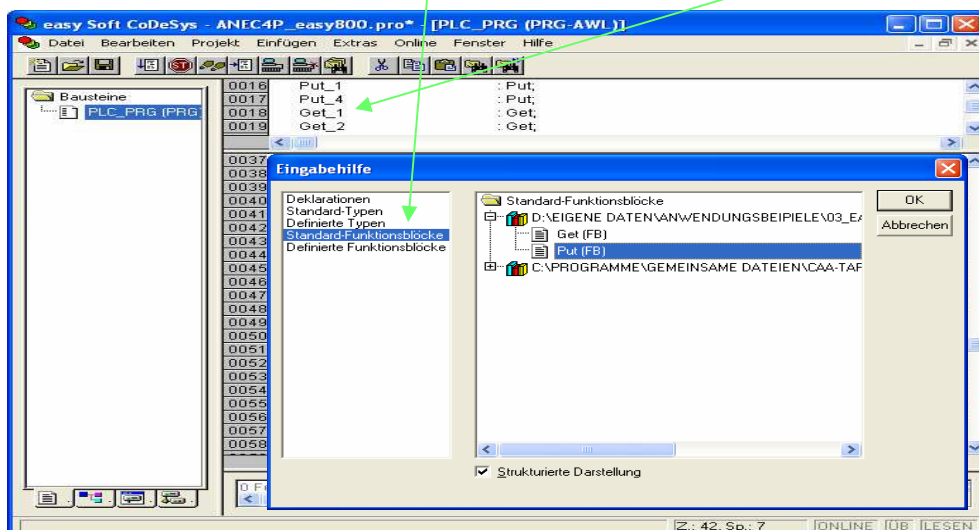 easy Soft CoDeSys - ANEC4P_easy800.pro* - [PLC_PRG (PRG-AWL)]
Datei Bearbeiten Projekt Einfügen Extras Online Fenster Hilfe
Bausteine
PLC_PRG (PRG
0016 Put_1 : Put;
0017 Put_4 : Put;
0018 Get_1 : Get;
0019 Get_2 : Get;
0037
0038
0039
0040
0041
0042
0043
0044
0045
0046
0047
0048
0049
0050
0051
0052
0053
0054
0055
0056
0057
0058
Eingabehilfe
Deklarationen
Standard-Typen
Definierte Typen
Standard-Funktionsblöcke
Definierte Funktionsblöcke
Standard-Funktionsblöcke
D:\EIGENE DATEN\ANWENDUNGSBEIPIELE\03_EA
Get (FB)
Put (FB)
C:\PROGRAMME\GEMEINSAME DATEIEN\CAA-TAR
OK
Abbrechen
Strukturierte Darstellung
0 F
Z.: 42, Sp.: 7 ONLINE ÜB LESEN